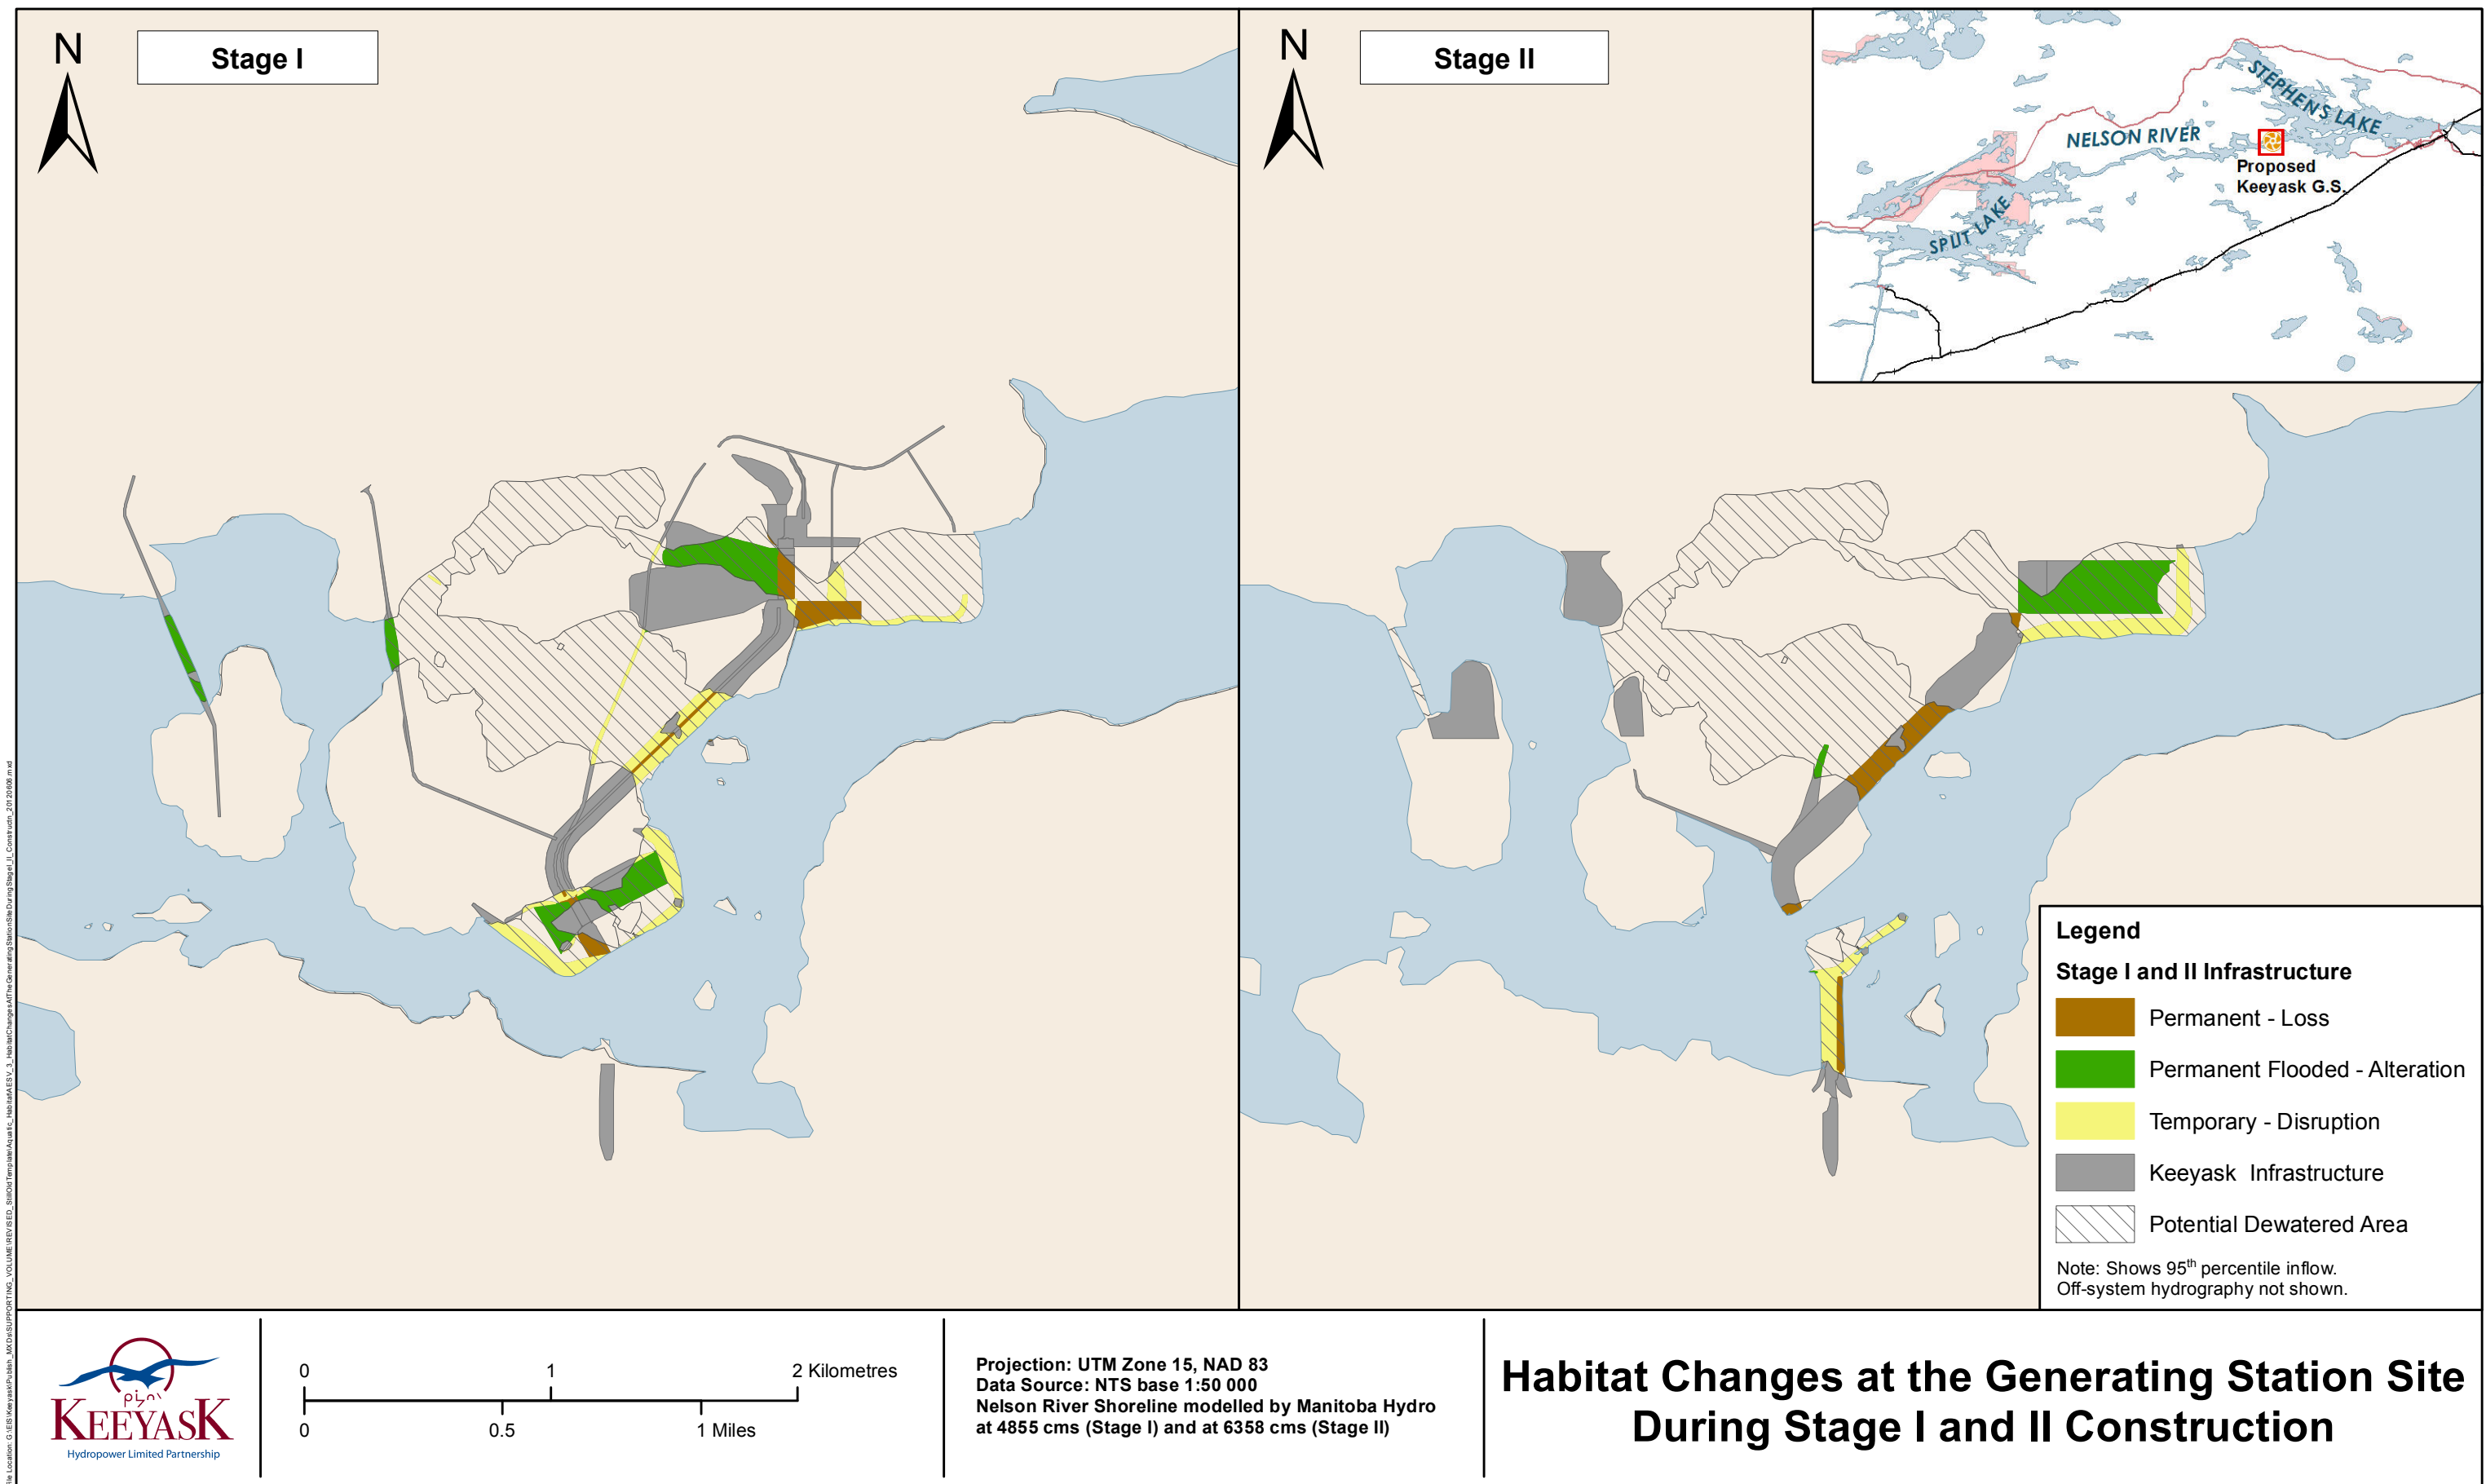 N
Stage I
N
Stage II
STEPHENS LAKE
NELSON RIVER
Proposed
Keeyask G.S.
SPLIT LAKE
Legend
Stage I and II Infrastructure
Permanent - Loss
Permanent Flooded - Alteration
Temporary - Disruption
Keeyask Infrastructure
Potential Dewatered Area
Note: Shows 95th percentile inflow.
Off-system hydrography not shown.
KEEYASK
Hydropower Limited Partnership
0 1 2 Kilometres
0 0.5 1 Miles
Projection: UTM Zone 15, NAD 83
Data Source: NTS base 1:50 000
Nelson River Shoreline modelled by Manitoba Hydro
at 4855 cms (Stage I) and at 6358 cms (Stage II)
Habitat Changes at the Generating Station Site
During Stage I and II Construction